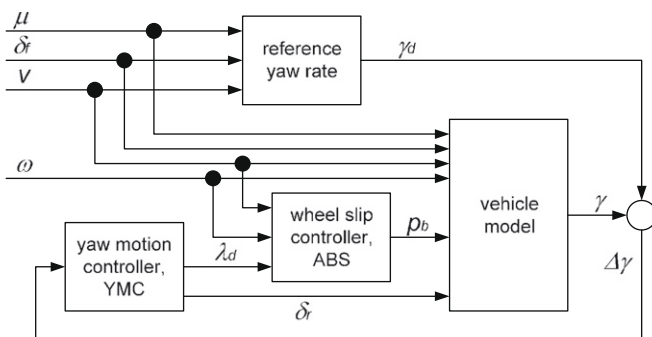 μ
δf
v
ω
reference
yaw rate
γd
vehicle
model
γ
Δγ
wheel slip
controller,
ABS
pb
yaw motion
controller,
YMC
λd
δr